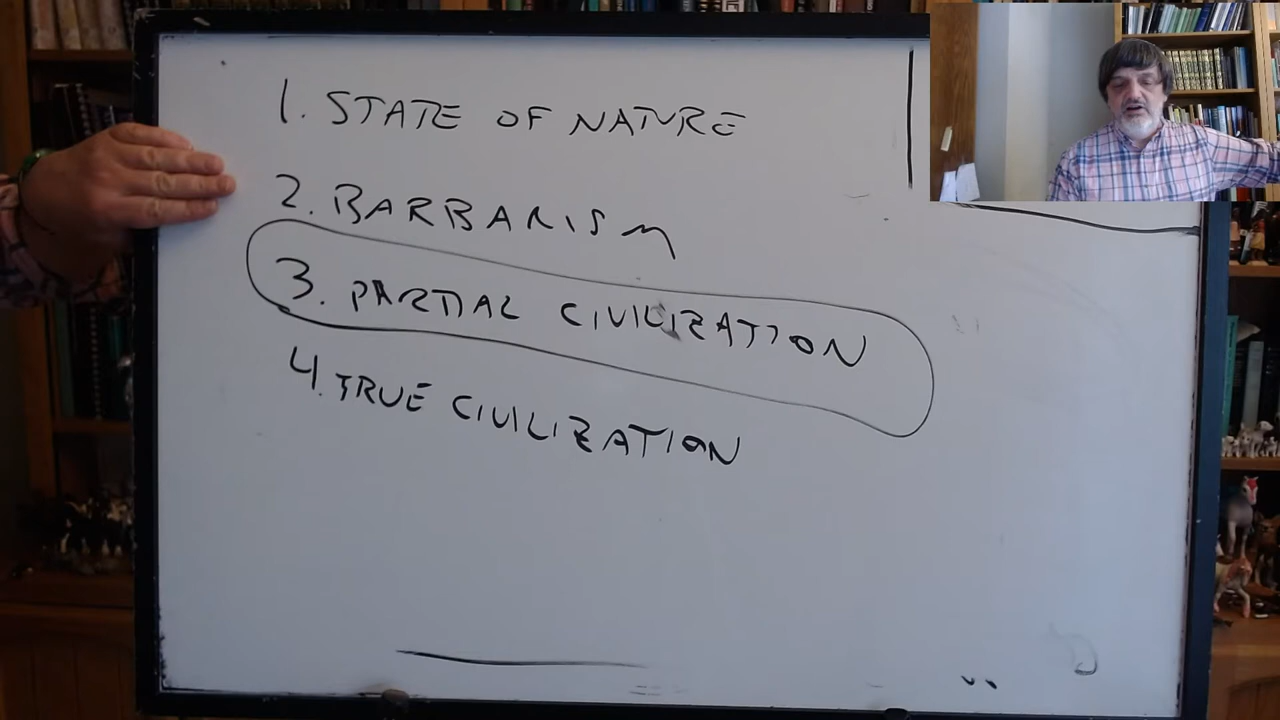 1. STATE OF NATURE
2. BARBARISM
3. PARTIAL CIVILIZATION
4. TRUE CIVILIZATION